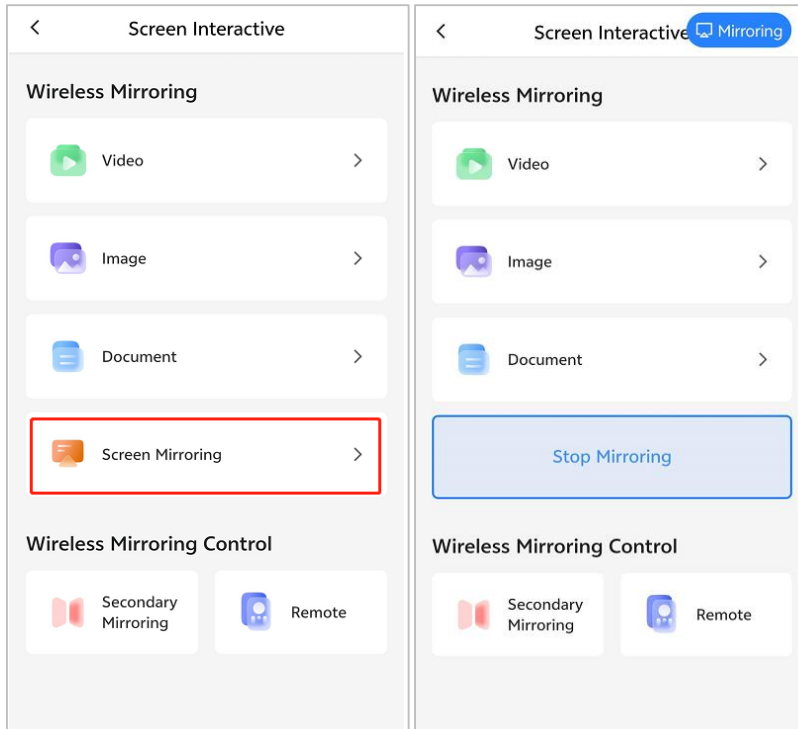 Screen Interactive
Wireless Mirroring
Video
Image
Document
Screen Mirroring
Wireless Mirroring Control
Secondary
Mirroring
Remote
Screen Interactive
Mirroring
Wireless Mirroring
Video
Image
Document
Stop Mirroring
Wireless Mirroring Control
Secondary
Mirroring
Remote